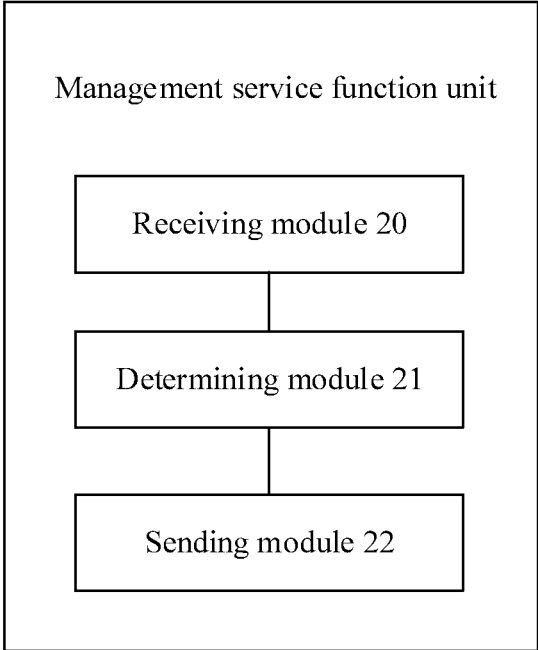 Management service function unit
Receiving module 20
Determining module 21
Sending module 22